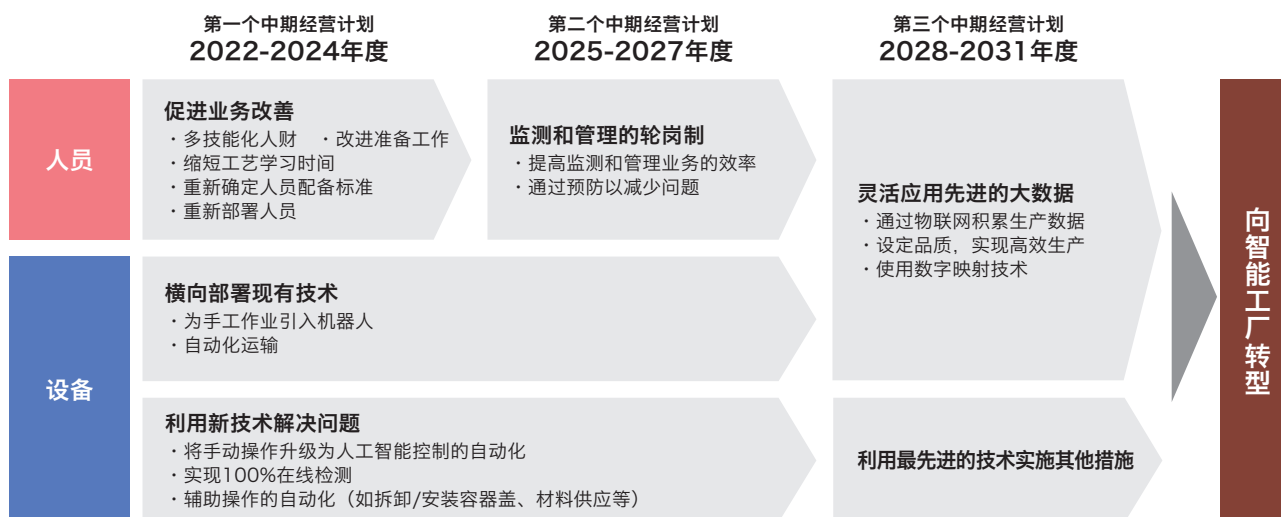 第一个中期经营计划
2022-2024年度
第二个中期经营计划
2025-2027年度
第三个中期经营计划
2028-2031年度
人员
促进业务改善
・多技能化人财　・改进准备工作
・缩短工艺学习时间
・重新确定人员配备标准
・重新部署人员
监测和管理的轮岗制
・提高监测和管理业务的效率
・通过预防以减少问题
灵活应用先进的大数据
・通过物联网积累生产数据
・设定品质，实现高效生产
・使用数字映射技术
设备
横向部署现有技术
・为手工作业引入机器人
・自动化运输
利用新技术解决问题
・将手动操作升级为人工智能控制的自动化
・实现100%在线检测
・辅助操作的自动化（如拆卸/安装容器盖、材料供应等）
利用最先进的技术实施其他措施
向智能工厂转型